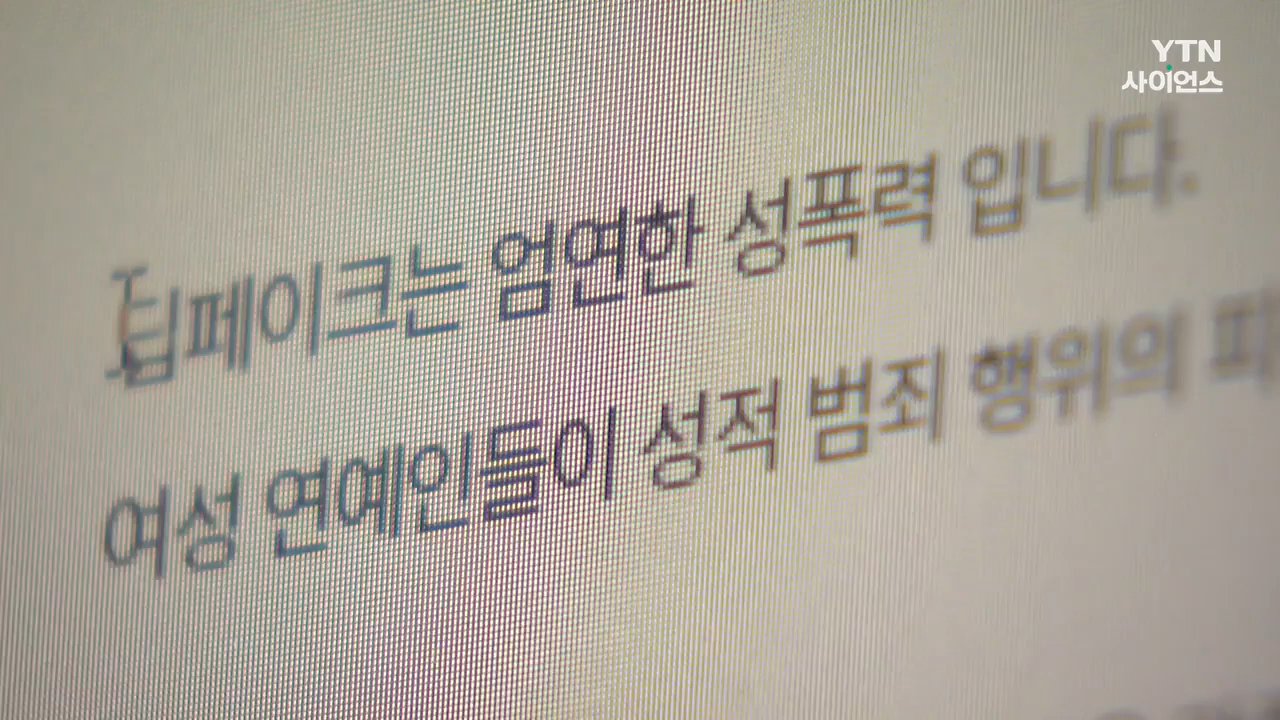 YTN
사이언스
딥페이크는 엄연한 성폭력 입니다.
여성 연예인들이 성적 범죄 행위의